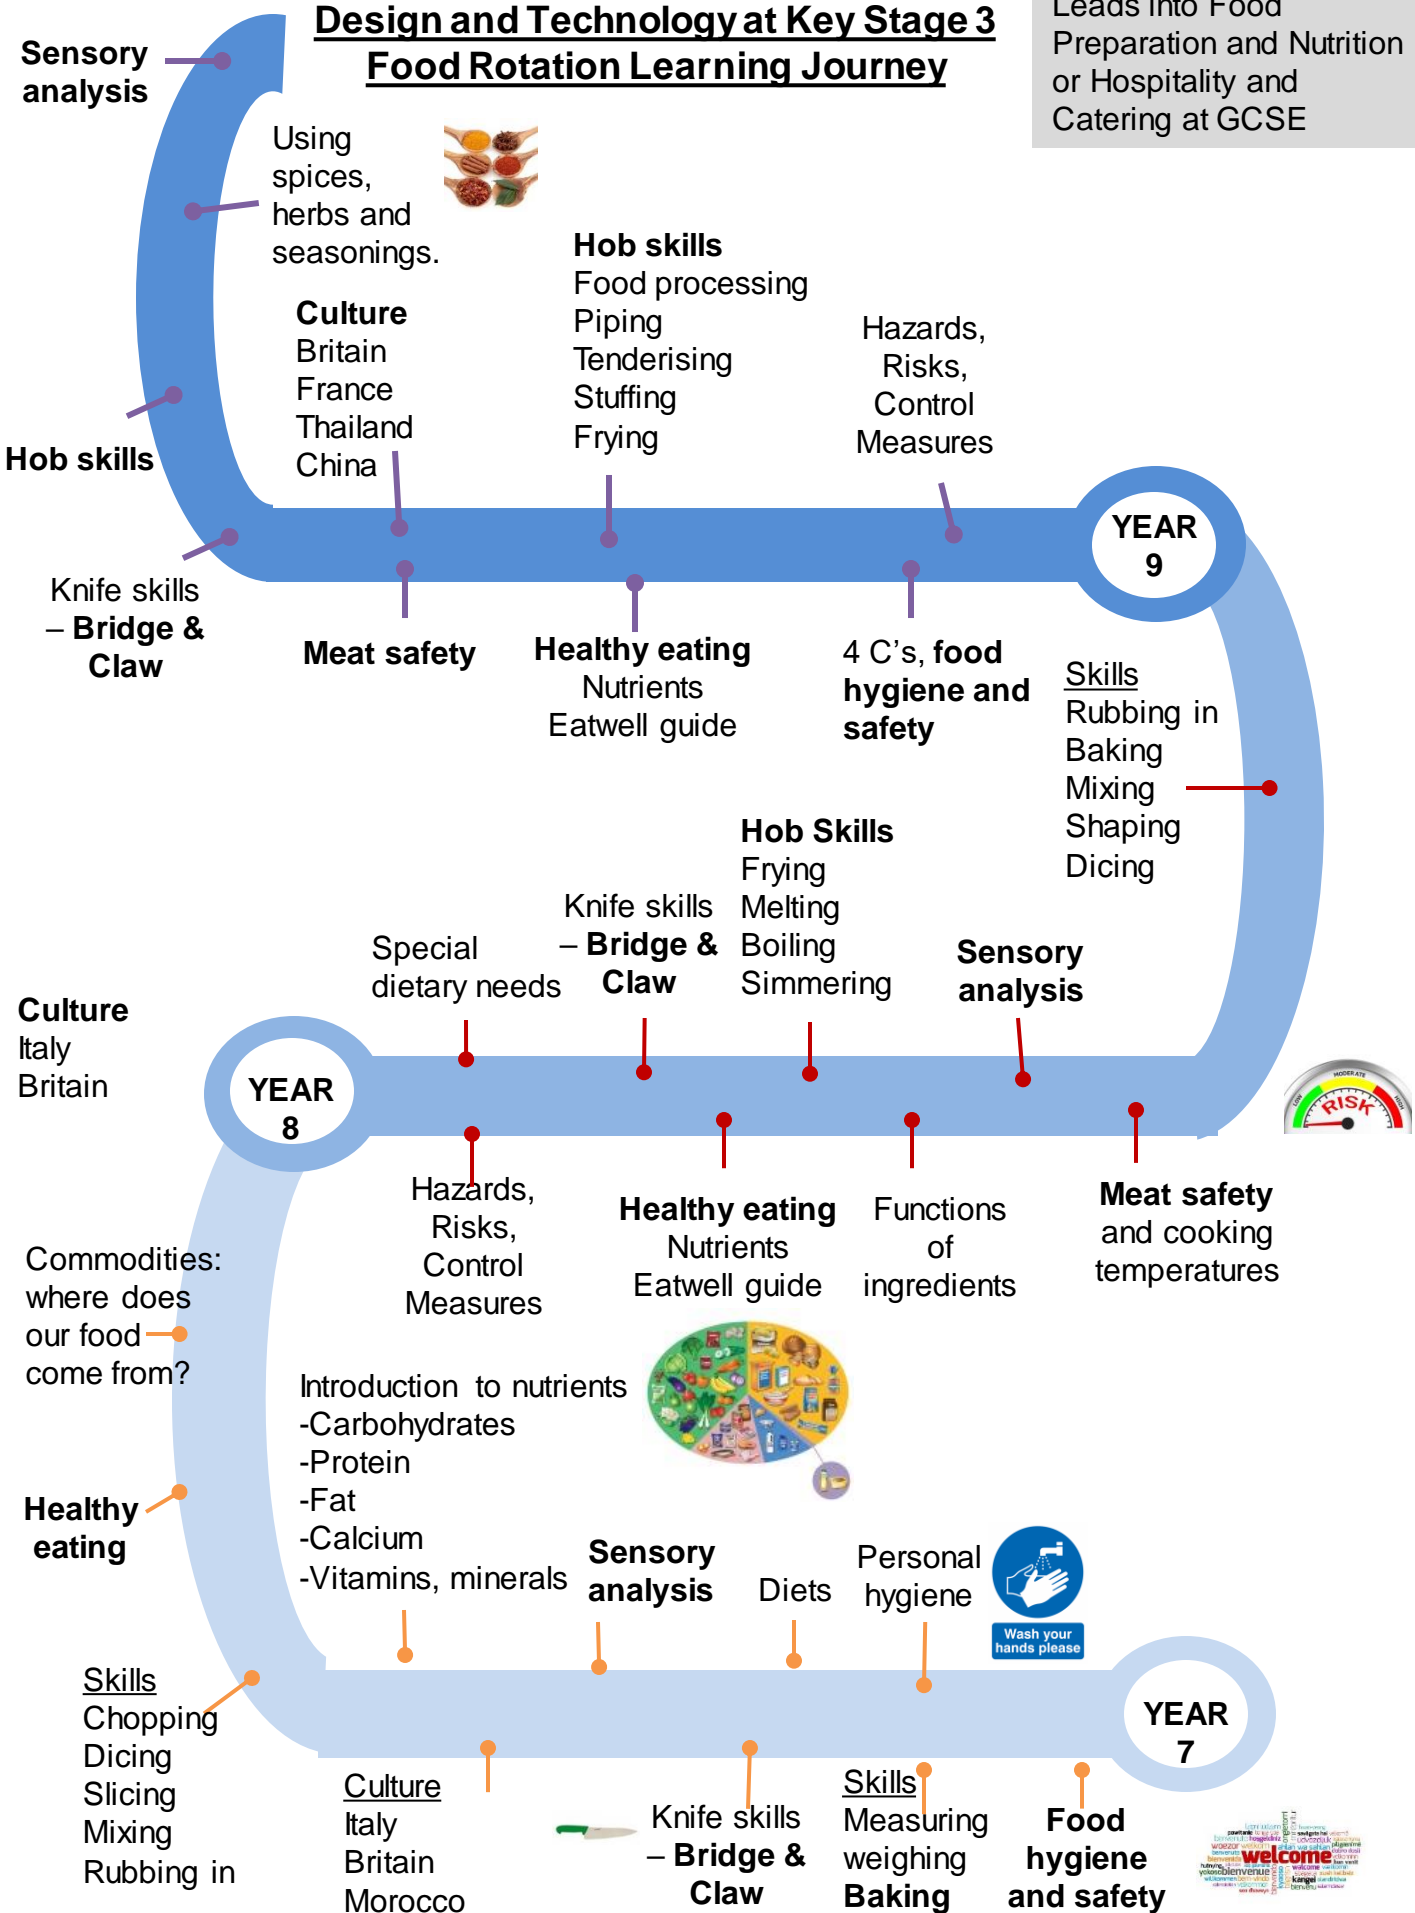 Design and Technology at Key Stage 3
Food Rotation Learning Journey
Leads into Food
Preparation and Nutrition
or Hospitality and
Catering at GCSE
Sensory
analysis
Using
spices,
herbs and
seasonings.
Culture
Britain
France
Thailand
China
Hob skills
Food processing
Piping
Tenderising
Stuffing
Frying
Hazards,
Risks,
Control
Measures
Hob skills
YEAR
9
Knife skills
– Bridge &
Claw
Meat safety
Healthy eating
Nutrients
Eatwell guide
4 C's, food
hygiene and
safety
Skills
Rubbing in
Baking
Mixing
Shaping
Dicing
Special
dietary needs
Knife skills
– Bridge &
Claw
Hob Skills
Frying
Melting
Boiling
Simmering
Sensory
analysis
Culture
Italy
Britain
YEAR
8
LOW
MODERATE
HIGH
RISK
Hazards,
Risks,
Control
Measures
Healthy eating
Nutrients
Eatwell guide
Functions
of
ingredients
Meat safety
and cooking
temperatures
Commodities:
where does
our food
come from?
Introduction to nutrients
-Carbohydrates
-Protein
-Fat
-Calcium
-Vitamins, minerals
Healthy
eating
Sensory
analysis
Diets
Personal
hygiene
Wash your
hands please
Skills
Chopping
Dicing
Slicing
Mixing
Rubbing in
YEAR
7
Culture
Italy
Britain
Morocco
Knife skills
– Bridge &
Claw
Skills
Measuring
weighing
Baking
Food
hygiene
and safety
welcome
bienvenue
kangei